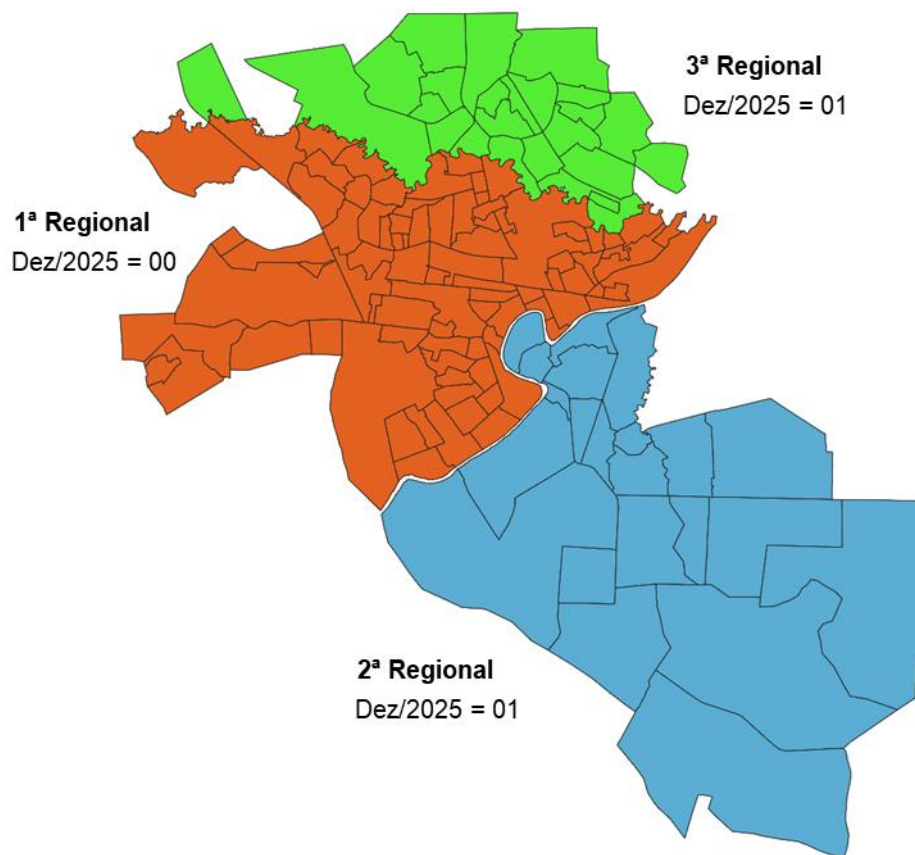 3ª Regional
Dez/2025 = 01
1ª Regional
Dez/2025 = 00
2ª Regional
Dez/2025 = 01